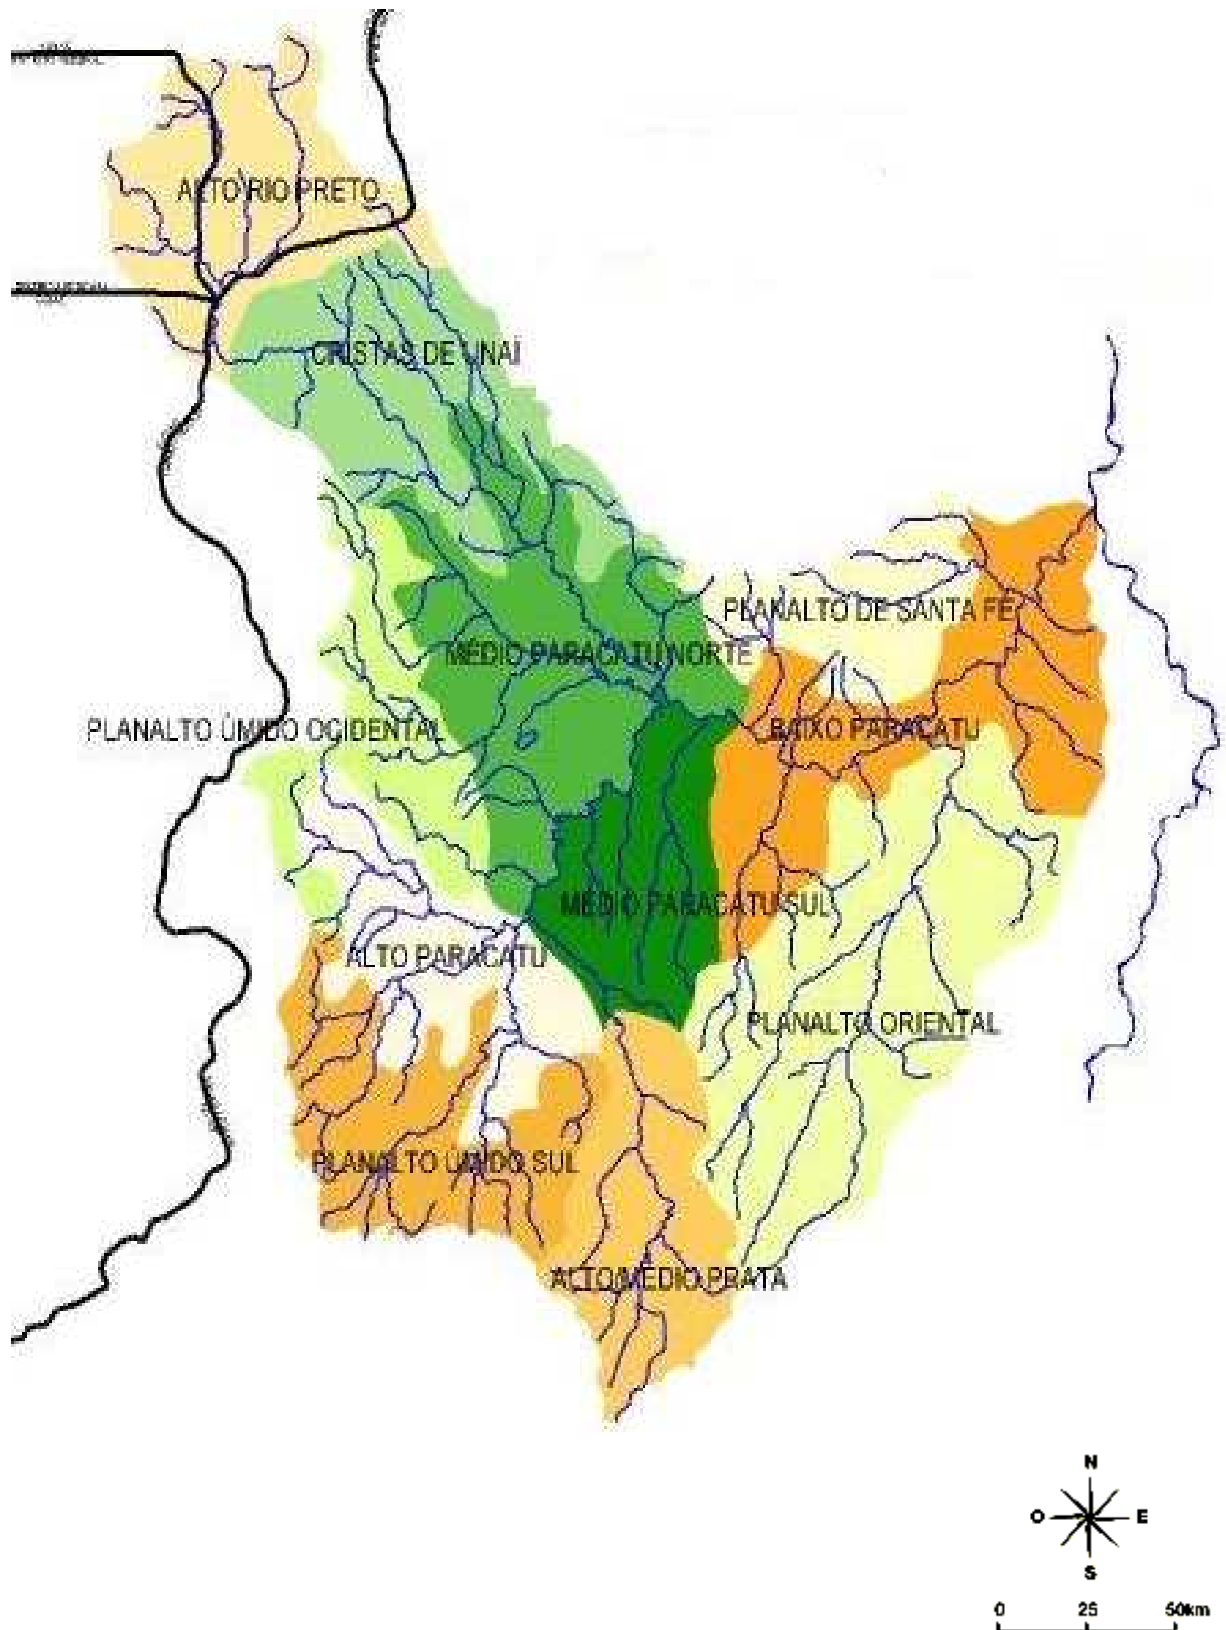 ALTO RIO PRETO
CRISTAS DE UNAÍ
PLANALTO DE SANTA FÉ
MÉDIO PARACATU NORTE
PLANALTO ÚMIDO OCIDENTAL
BAIXO PARACATU
MÉDIO PARACATU SUL
ALTO PARACATU
PLANALTO ORIENTAL
PLANALTO ÚMIDO SUL
ALTO/MÉDIO PRATA
N
O E
S
0 25 50km